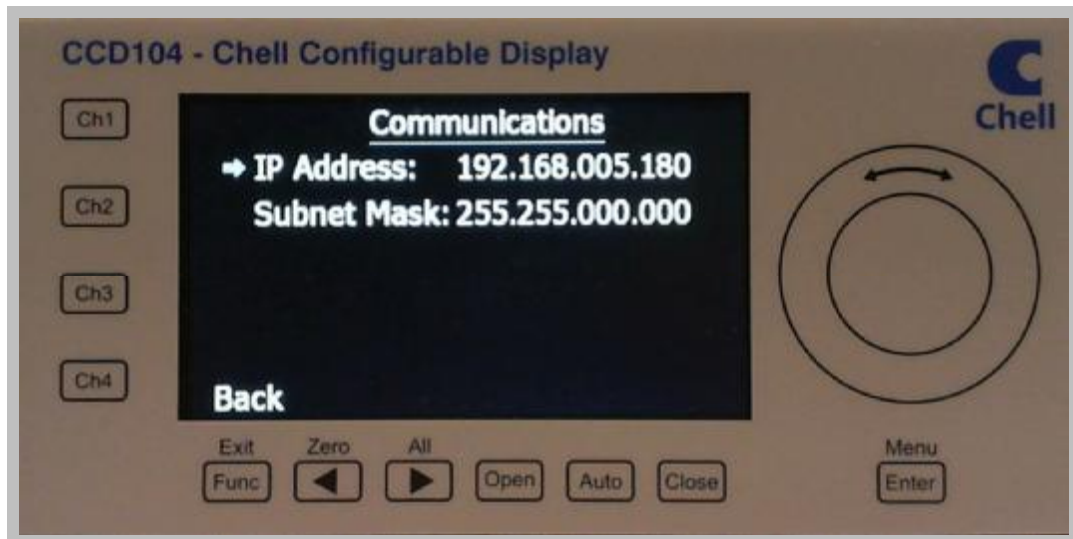 CCD104 - Chell Configurable Display
Chell
Ch1
Ch2
Ch3
Ch4
Communications
IP Address: 192.168.005.180
Subnet Mask: 255.255.000.000
Back
Exit Zero All Menu
Func Open Auto Close Enter